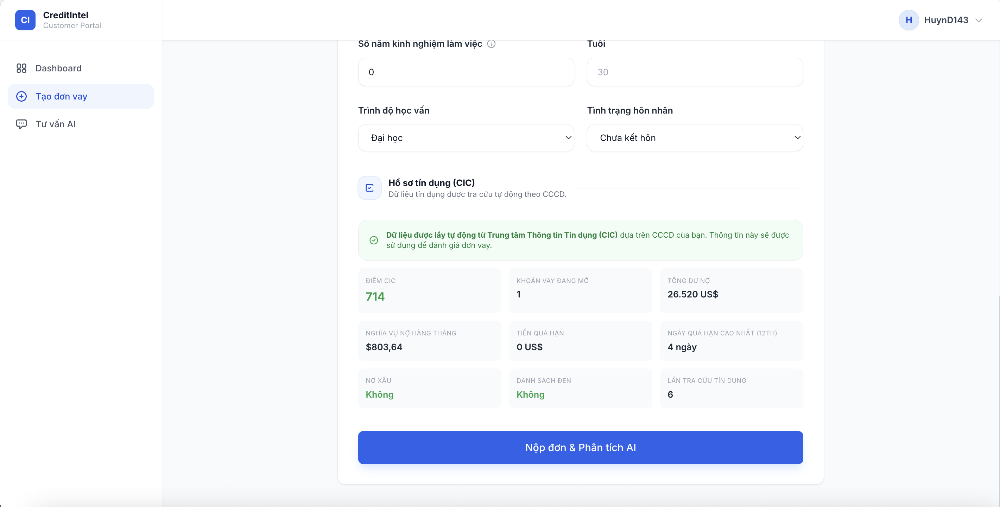 CI
CreditIntel
Customer Portal
H
HuynD143
Dashboard
Tạo đơn vay
Tư vấn AI
Số năm kinh nghiệm làm việc
Tuổi
0
30
Trình độ học vấn
Tình trạng hôn nhân
Đại học
Chưa kết hôn
Hồ sơ tín dụng (CIC)
Dữ liệu tín dụng được tra cứu tự động theo CCCD.
Dữ liệu được lấy tự động từ Trung tâm Thông tin Tín dụng (CIC) dựa trên CCCD của bạn. Thông tin này sẽ được
sử dụng để đánh giá đơn vay.
ĐIỂM CIC
714
KHOẢN VAY ĐANG MỞ
1
TỔNG DƯ NỢ
26.520 US$
NGHĨA VỤ NỢ HÀNG THÁNG
$803,64
TIỀN QUÁ HẠN
0 US$
NGÀY QUÁ HẠN CAO NHẤT (12TH)
4 ngày
NỢ XẤU
Không
DANH SÁCH ĐEN
Không
LẦN TRA CỨU TÍN DỤNG
6
Nộp đơn & Phân tích AI